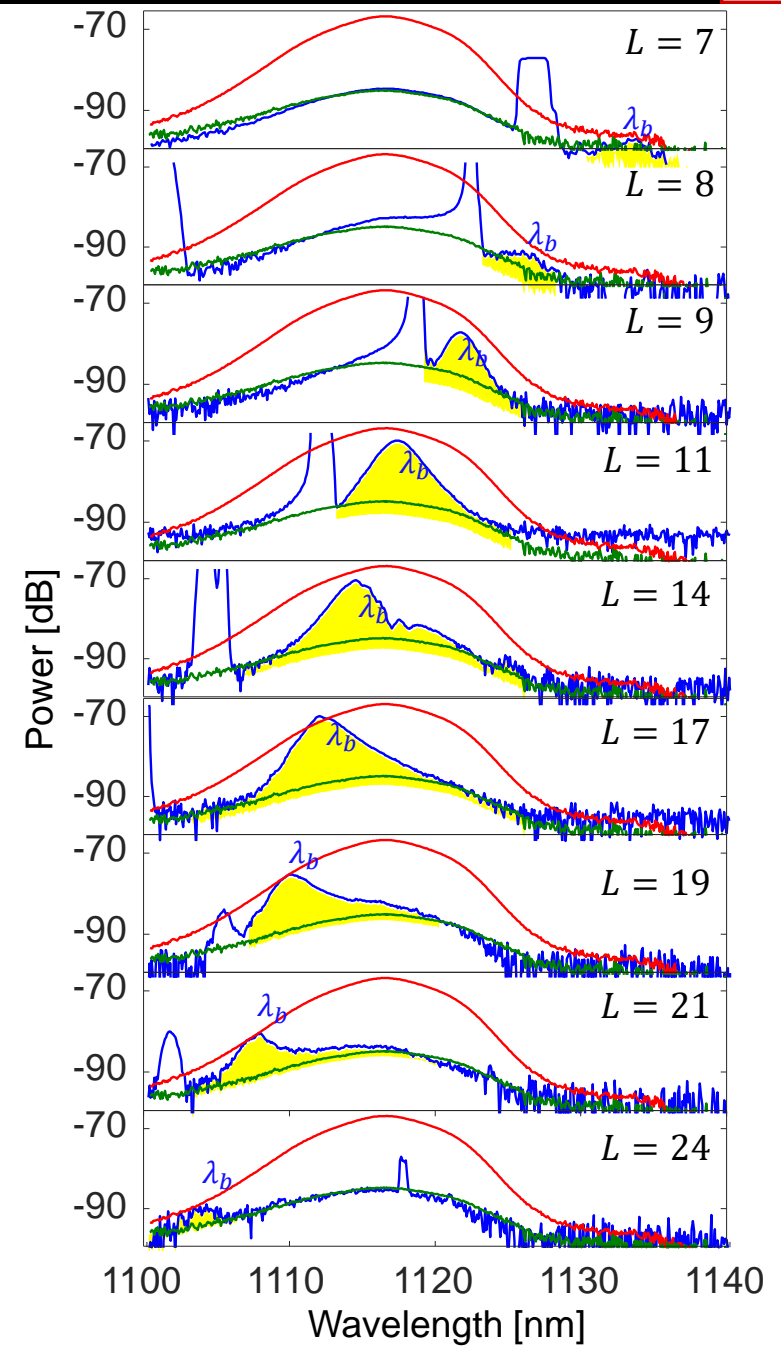 -70
L = 7
-90
λb
-70
L = 8
-90
λb
-70
L = 9
-90
λb
-70
L = 11
-90
λb
-70
L = 14
-90
λb
-70
L = 17
-90
λb
-70
λb
L = 19
-90
-70
λb
L = 21
-90
-70
L = 24
λb
-90
Power [dB]
1100 1110 1120 1130 1140
Wavelength [nm]